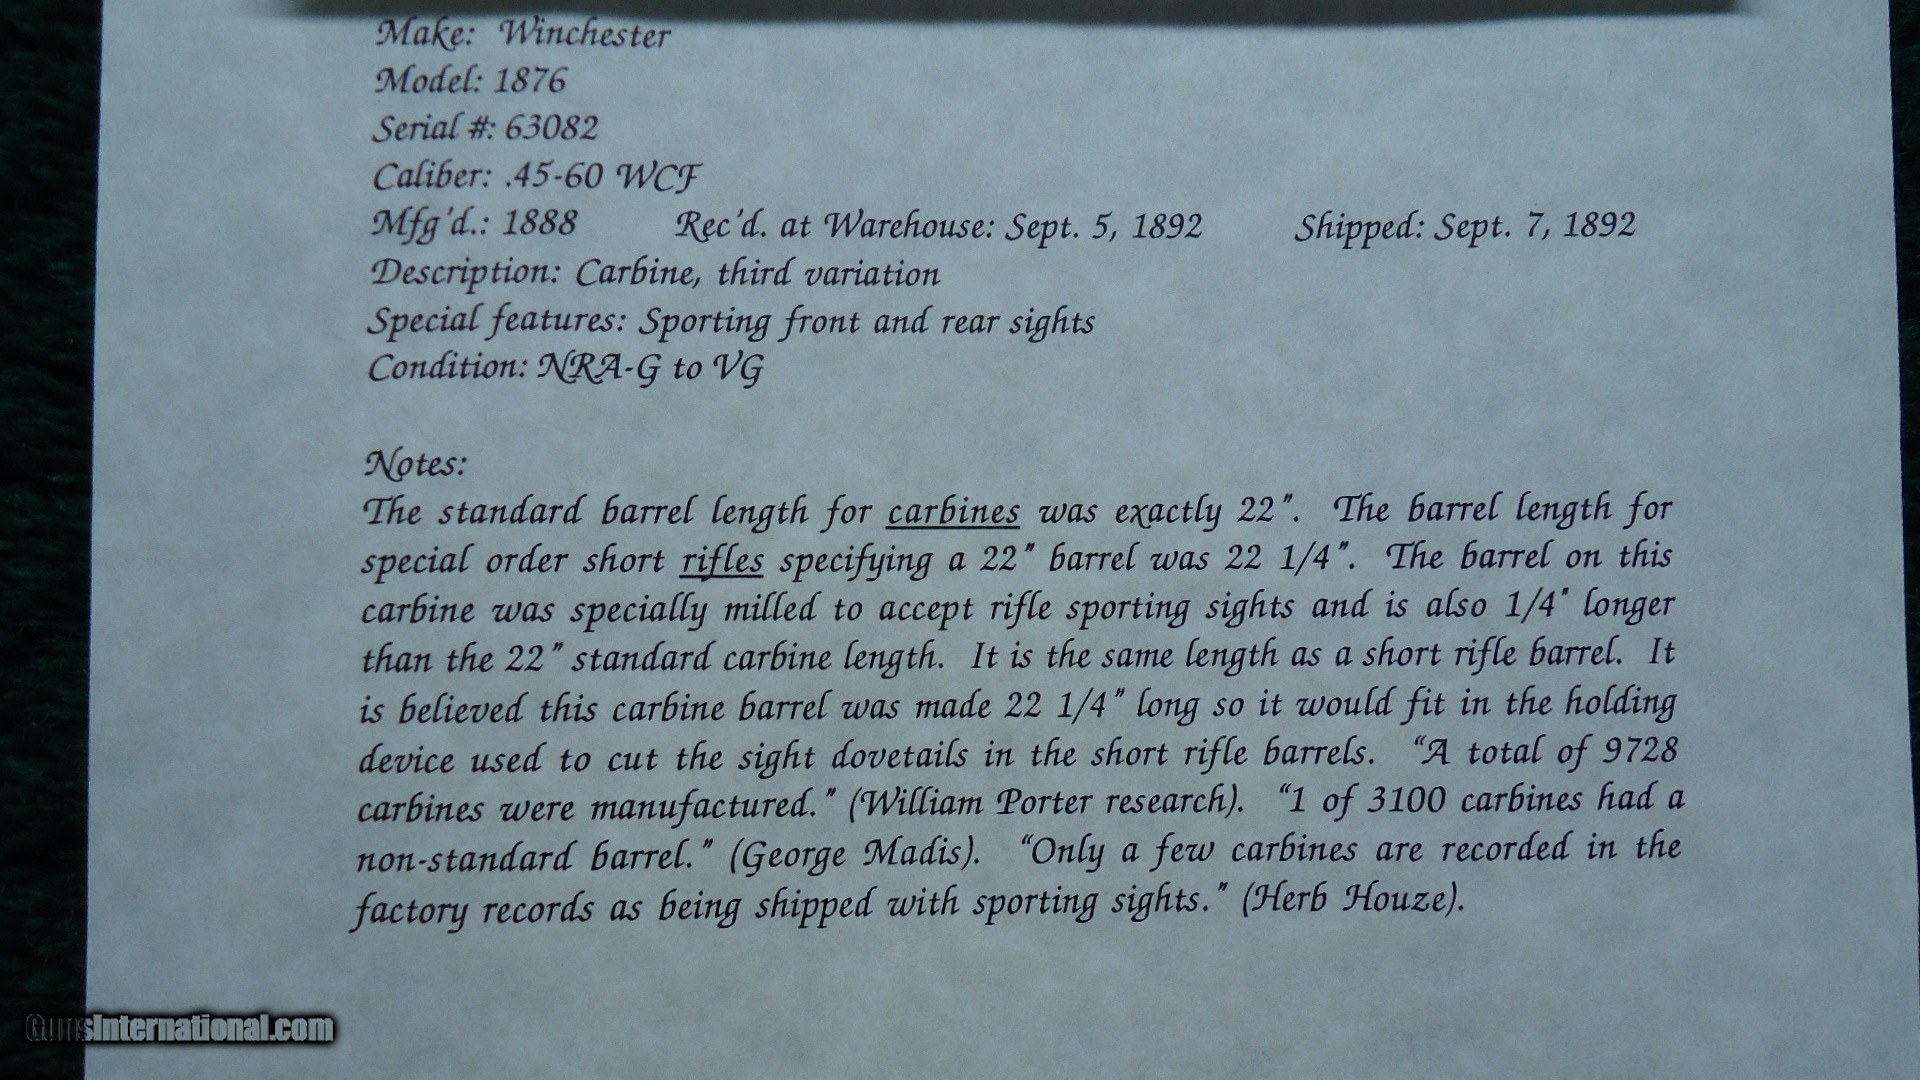 Make: Winchester
Model: 1876
Serial #: 63082
Caliber: .45-60 WCF
Mfg'd.: 1888 Rec'd. at Warehouse: Sept. 5, 1892 Shipped: Sept. 7, 1892
Description: Carbine, third variation
Special features: Sporting front and rear sights
Condition: NRA-G to VG
Notes:
The standard barrel length for carbines was exactly 22". The barrel length for
special order short rifles specifying a 22" barrel was 22 1/4". The barrel on this
carbine was specially milled to accept rifle sporting sights and is also 1/4" longer
than the 22" standard carbine length. It is the same length as a short rifle barrel. It
is believed this carbine barrel was made 22 1/4" long so it would fit in the holding
device used to cut the sight dovetails in the short rifle barrels. “A total of 9728
carbines were manufactured.” (William Porter research). “1 of 3100 carbines had a
non-standard barrel.” (George Madis). “Only a few carbines are recorded in the
factory records as being shipped with sporting sights.” (Herb Houze).
GunsInternational.com